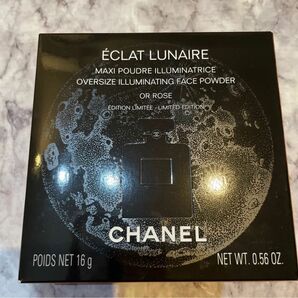 ÉCLAT LUNAIRE
MAXI POUDRE ILLUMINATRICE
OVERSIZE ILLUMINATING FACE POWDER
OR ROSE
ÉDITION LIMITÉE - LIMITED EDITION
CHANEL
POIDS NET 16 g NET WT. 0.56 OZ.